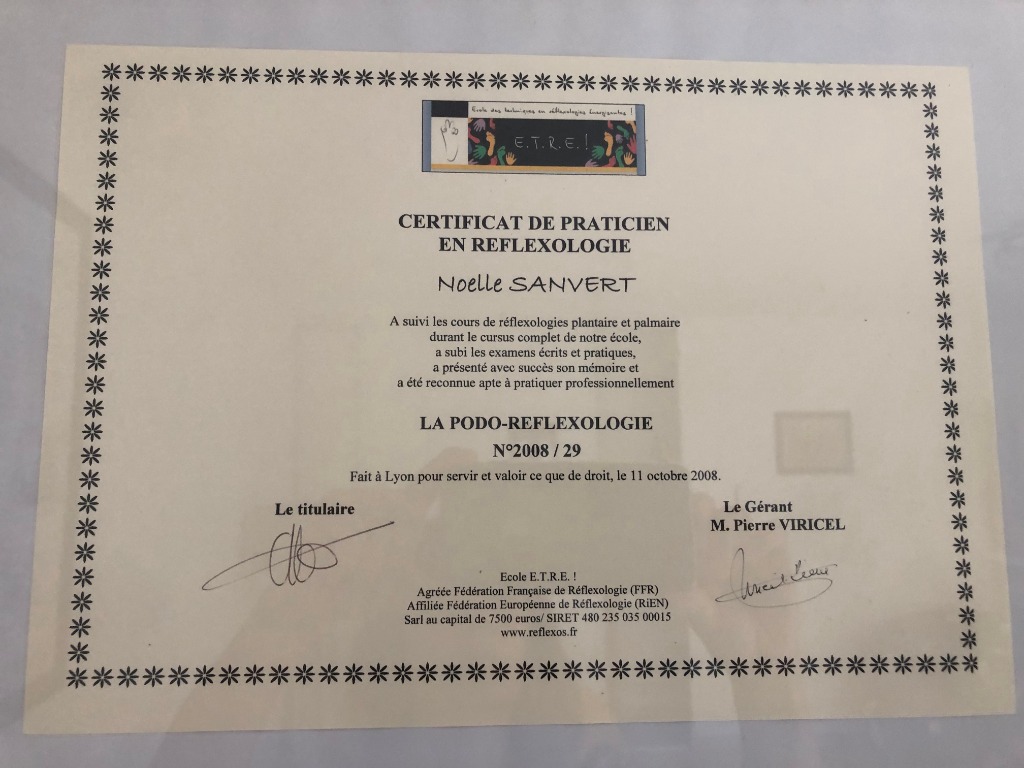 Ecole des techniques en réflexologies Energisantes !
E.T.R.E. !
CERTIFICAT DE PRATICIEN
EN REFLEXOLOGIE
Noelle SANVERT
A suivi les cours de réflexologies plantaire et palmaire
durant le cursus complet de notre école,
a subi les examens écrits et pratiques,
a présenté avec succès son mémoire et
a été reconnue apte à pratiquer professionnellement
LA PODO-REFLEXOLOGIE
N°2008 / 29
Fait à Lyon pour servir et valoir ce que de droit, le 11 octobre 2008.
Le titulaire
Le Gérant
M. Pierre VIRICEL
Ecole E.T.R.E. !
Agréée Fédération Française de Réflexologie (FFR)
Affiliée Fédération Européenne de Réflexologie (RiEN)
Sarl au capital de 7500 euros/ SIRET 480 235 035 00015
www.reflexos.fr